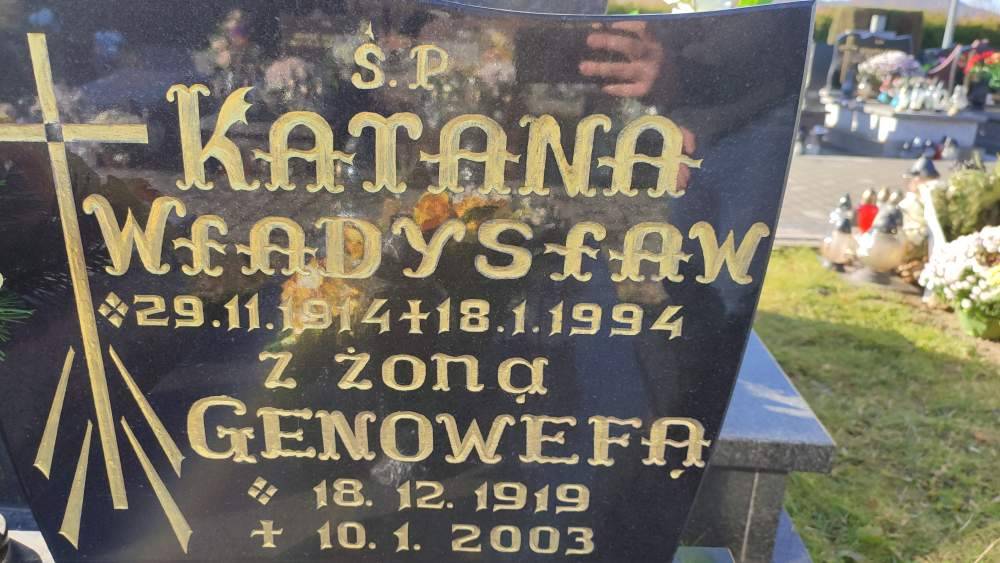 Ś.P
KATANA
WŁADYSŁAW
29.11.1914 + 18.1.1994
z żoną
GENOWEFĄ
18. 12. 1919
+ 10. 1. 2003